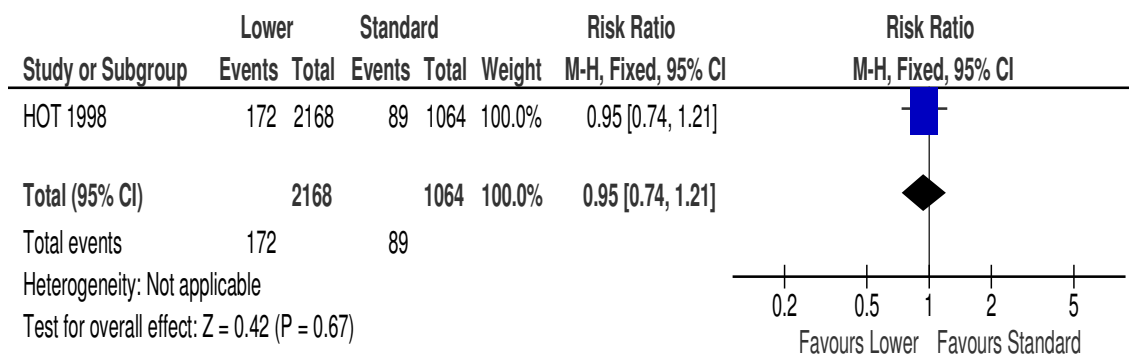 Lower Standard Risk Ratio Risk Ratio
Study or Subgroup Events Total Events Total Weight M-H, Fixed, 95% CI M-H, Fixed, 95% CI
HOT 1998 172 2168 89 1064 100.0% 0.95 [0.74, 1.21]
Total (95% CI) 2168 1064 100.0% 0.95 [0.74, 1.21]
Total events 172 89
Heterogeneity: Not applicable
Test for overall effect: Z = 0.42 (P = 0.67)
0.2 0.5 1 2 5
Favours Lower Favours Standard